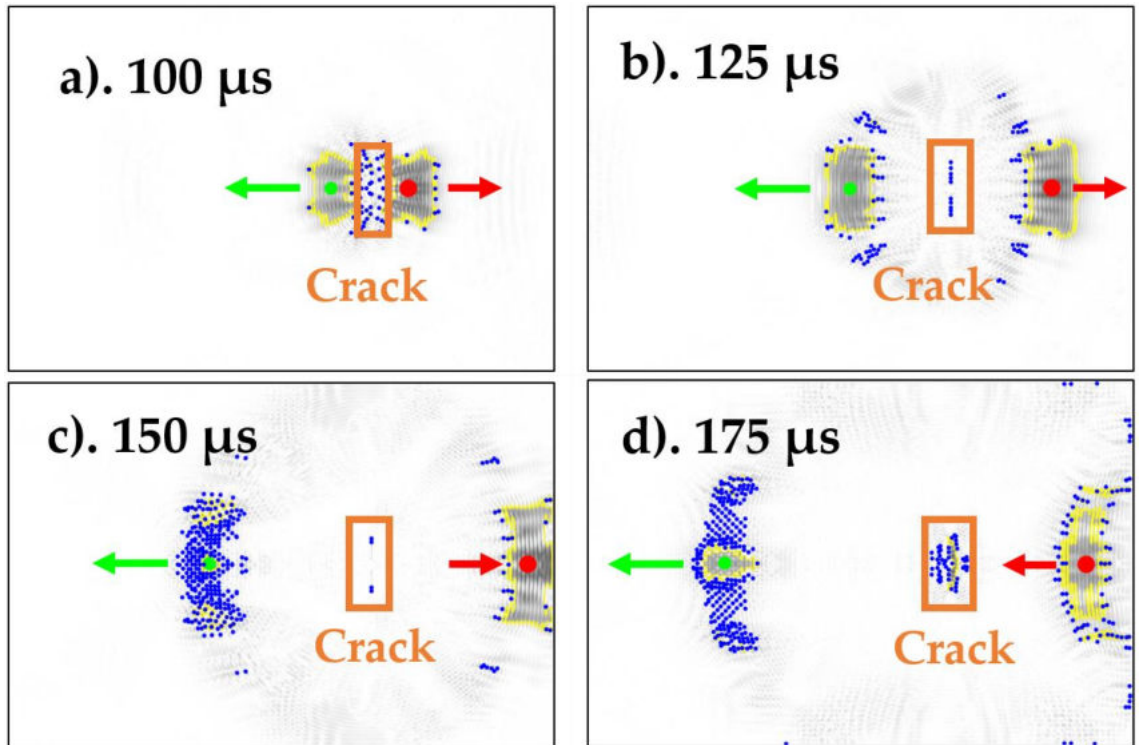 a). 100 μs
Crack
b). 125 μs
Crack
c). 150 μs
Crack
d). 175 μs
Crack